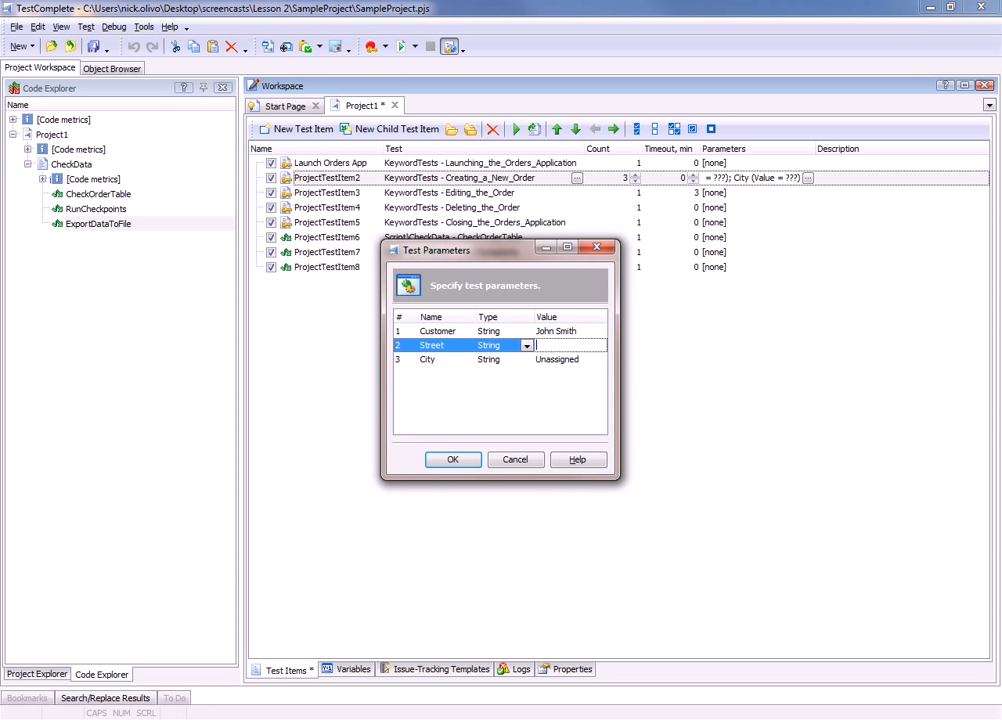 TestComplete - C:\Users\nick.olivo\Desktop\screencasts\Lesson 2\SampleProject\SampleProject.pjs
File Edit View Test Debug Tools Help
New
Project Workspace Object Browser
Code Explorer
Name
[Code metrics]
Project1
[Code metrics]
CheckData
[Code metrics]
CheckOrderTable
RunCheckpoints
ExportDataToFile
Project Explorer Code Explorer
Workspace
Start Page Project1 *
New Test Item New Child Test Item
Name Test Count Timeout, min Parameters Description
Launch Orders App KeywordTests - Launching_the_Orders_Application 1 0 [none]
ProjectTestItem2 KeywordTests - Creating_a_New_Order ... 3 0 = ???); City (Value = ???) ...
ProjectTestItem3 KeywordTests - Editing_the_Order 1 3 [none]
ProjectTestItem4 KeywordTests - Deleting_the_Order 1 0 [none]
ProjectTestItem5 KeywordTests - Closing_the_Orders_Application 1 0 [none]
ProjectTestItem6 Script\CheckData - CheckOrderTable 1 0 [none]
ProjectTestItem7 1 0 [none]
ProjectTestItem8 1 0 [none]
Test Parameters
Specify test parameters.
# Name Type Value
1 Customer String John Smith
2 Street String
3 City String Unassigned
OK Cancel Help
Test Items * Variables Issue-Tracking Templates Logs Properties
Bookmarks Search/Replace Results To Do
CAPS NUM SCRL